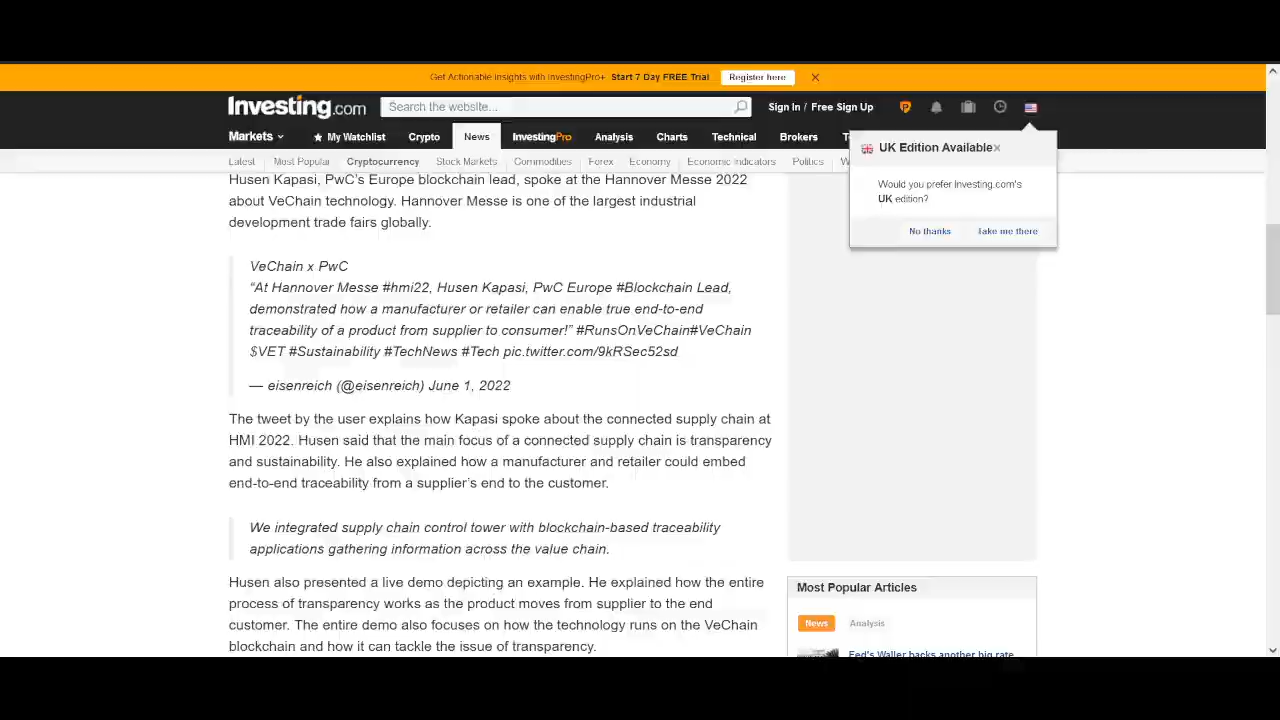 Get Actionable insights with InvestingPro+ Start 7 Day FREE Trial Register here
Investing.com Search the website... Sign In / Free Sign Up
Markets My Watchlist Crypto News InvestingPro Analysis Charts Technical Brokers
Latest Most Popular Cryptocurrency Stock Markets Commodities Forex Economy Economic Indicators Politics
UK Edition Available
Would you prefer Investing.com's
UK edition?
No thanks Take me there
Husen Kapasi, PwC's Europe blockchain lead, spoke at the Hannover Messe 2022
about VeChain technology. Hannover Messe is one of the largest industrial
development trade fairs globally.
VeChain x PwC
“At Hannover Messe #hmi22, Husen Kapasi, PwC Europe #Blockchain Lead,
demonstrated how a manufacturer or retailer can enable true end-to-end
traceability of a product from supplier to consumer!” #RunsOnVeChain#VeChain
$VET #Sustainability #TechNews #Tech pic.twitter.com/9kRSec52sd
— eisenreich (@eisenreich) June 1, 2022
The tweet by the user explains how Kapasi spoke about the connected supply chain at
HMI 2022. Husen said that the main focus of a connected supply chain is transparency
and sustainability. He also explained how a manufacturer and retailer could embed
end-to-end traceability from a supplier's end to the customer.
We integrated supply chain control tower with blockchain-based traceability
applications gathering information across the value chain.
Husen also presented a live demo depicting an example. He explained how the entire
process of transparency works as the product moves from supplier to the end
customer. The entire demo also focuses on how the technology runs on the VeChain
blockchain and how it can tackle the issue of transparency.
Most Popular Articles
News Analysis
Fed's Waller backs another big rate